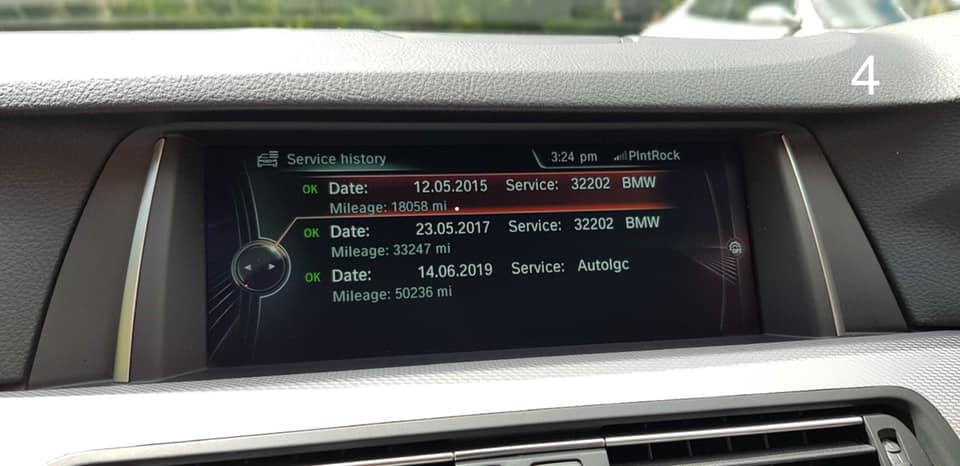 4
Service history 3:24 pm PlntRock
OK Date: 12.05.2015 Service: 32202 BMW
Mileage: 18058 mi
OK Date: 23.05.2017 Service: 32202 BMW
Mileage: 33247 mi
OK Date: 14.06.2019 Service: Autolgc
Mileage: 50236 mi